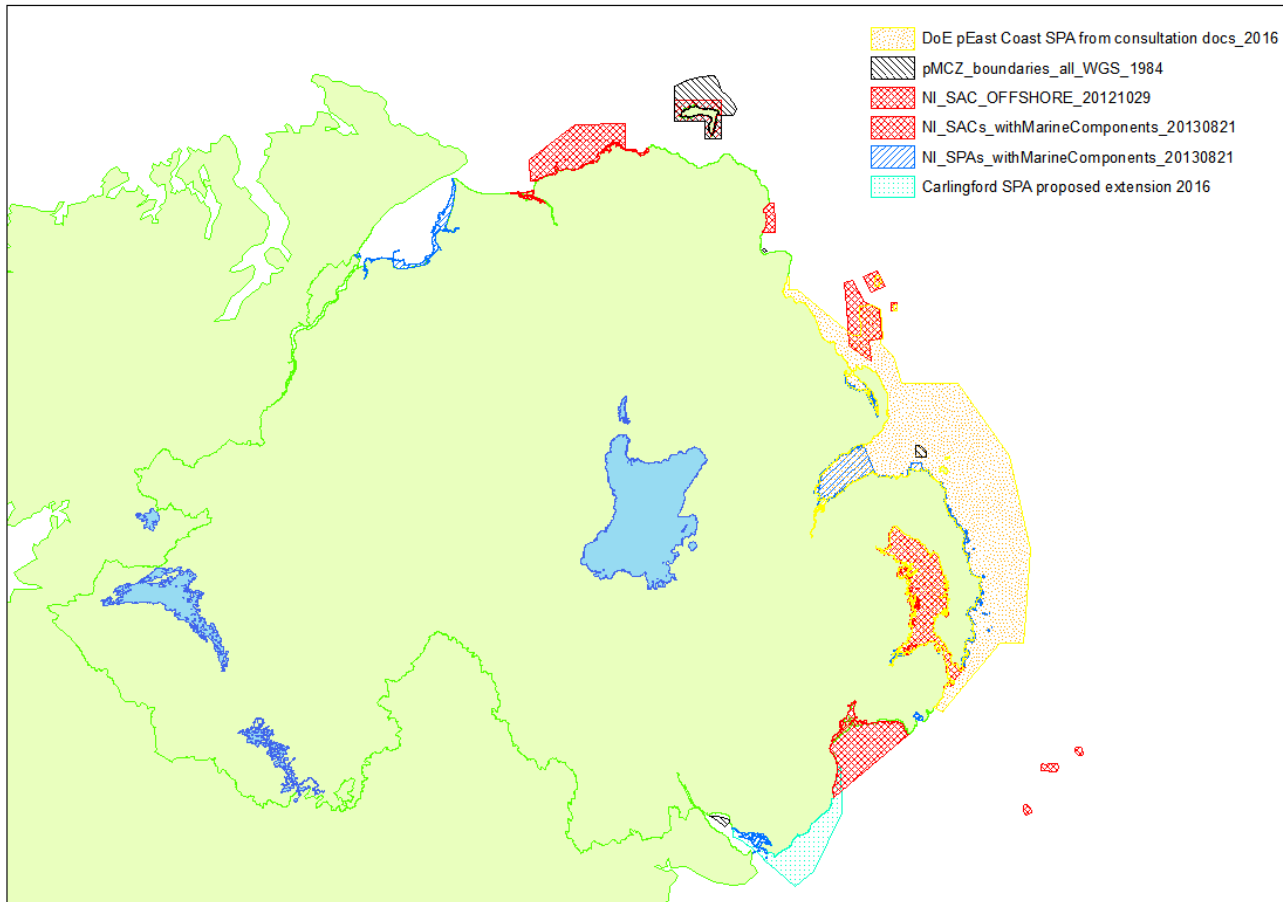 DoE pEast Coast SPA from consultation docs_2016
pMCZ_boundaries_all_WGS_1984
NI_SAC_OFFSHORE_20121029
NI_SACs_withMarineComponents_20130821
NI_SPAs_withMarineComponents_20130821
Carlingford SPA proposed extension 2016